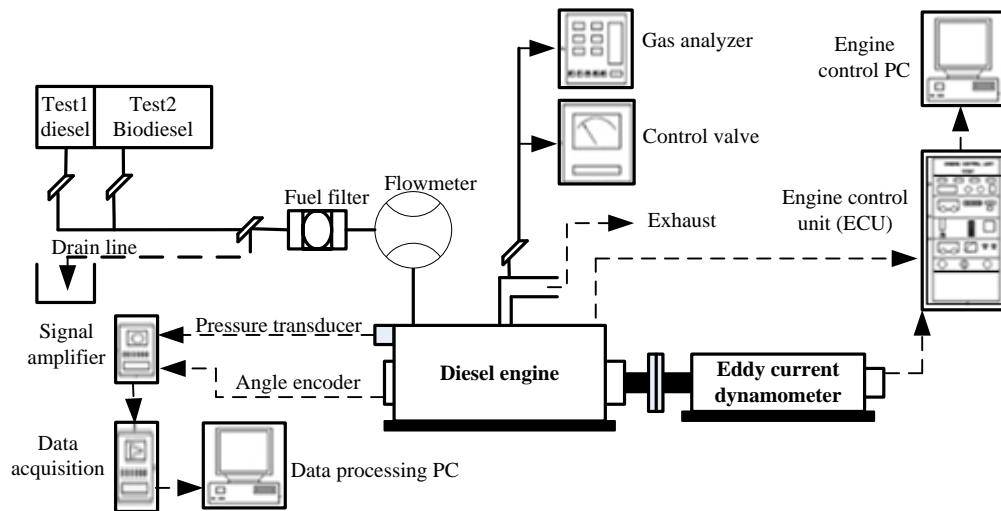 Test1
diesel
Test2
Biodiesel
Gas analyzer
Engine
control PC
Control valve
Fuel filter
Flowmeter
Engine control
unit (ECU)
Exhaust
Drain line
Pressure transducer
Signal
amplifier
Angle encoder
Diesel engine
Eddy current
dynamometer
Data
acquisition
Data processing PC